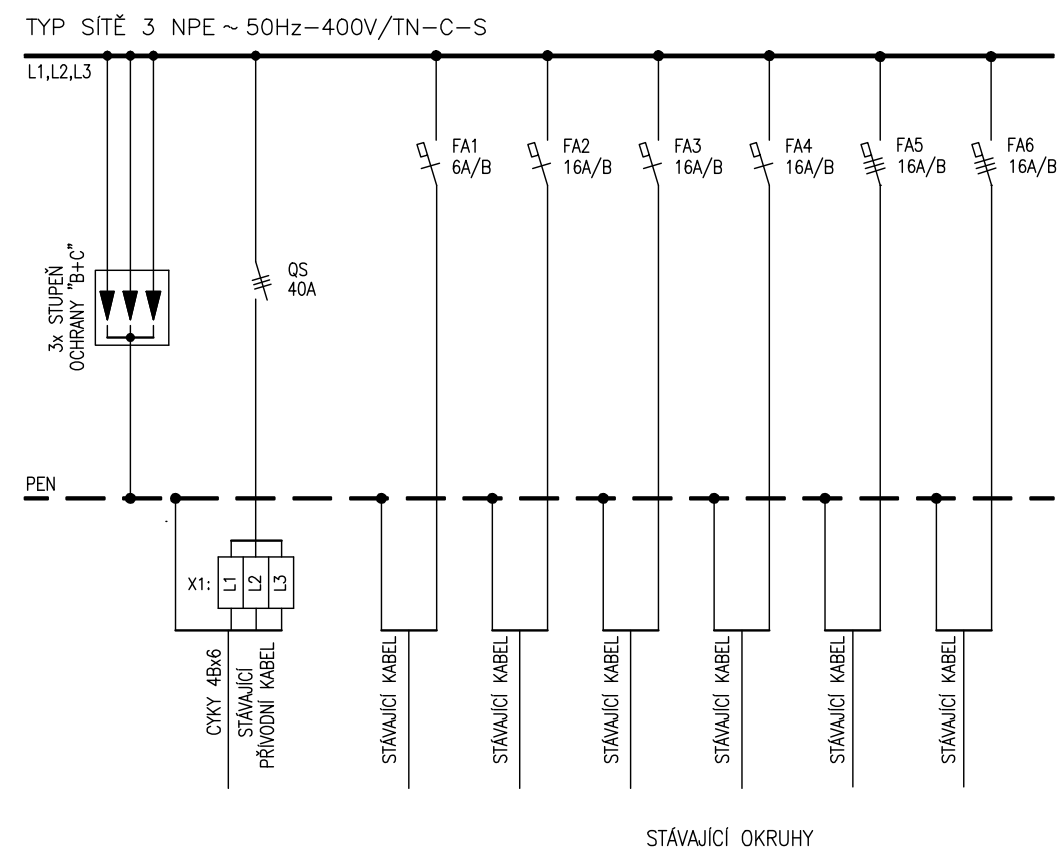 TYP SÍTĚ 3 NPE ~ 50Hz-400V/TN-C-S
L1,L2,L3
FA1
6A/B
FA2
16A/B
FA3
16A/B
FA4
16A/B
FA5
16A/B
FA6
16A/B
3x STUPEŇ
OCHRANY "B+C"
QS
40A
PEN
X1:
L1
L2
L3
CYKY 4Bx6
STÁVAJÍCÍ
PŘÍVODNÍ KABEL
STÁVAJÍCÍ KABEL
STÁVAJÍCÍ KABEL
STÁVAJÍCÍ KABEL
STÁVAJÍCÍ KABEL
STÁVAJÍCÍ KABEL
STÁVAJÍCÍ KABEL
STÁVAJÍCÍ OKRUHY